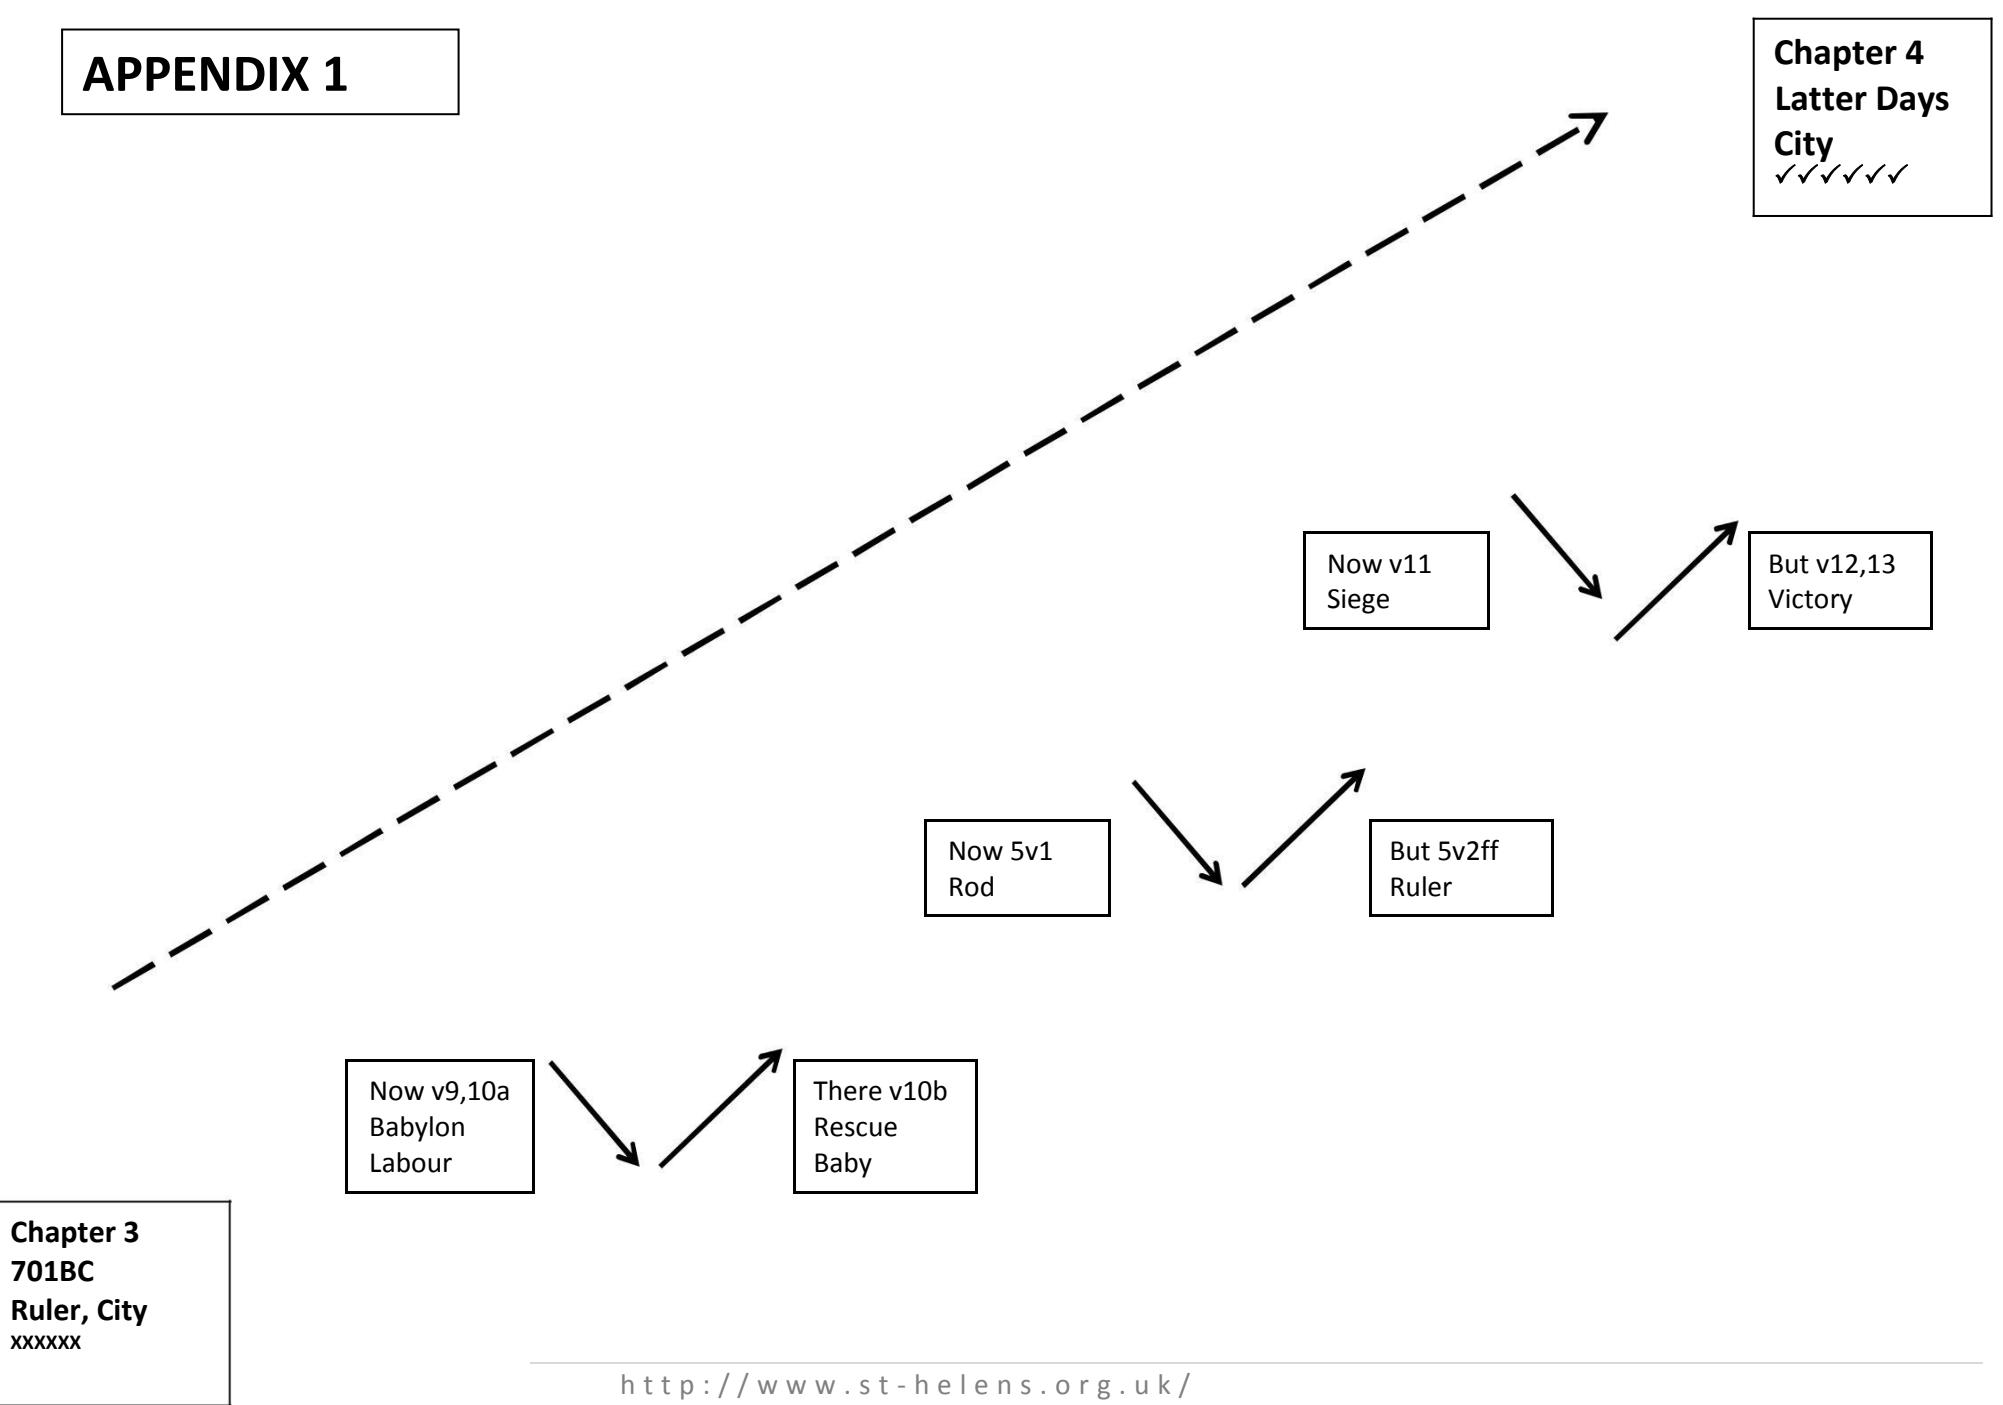 APPENDIX 1
Chapter 4
Latter Days
City
✓✓✓✓✓✓
Now v11
Siege
But v12,13
Victory
Now 5v1
Rod
But 5v2ff
Ruler
Now v9,10a
Babylon
Labour
There v10b
Rescue
Baby
Chapter 3
701BC
Ruler, City
xxxxxx
http://www.st-helens.org.uk/